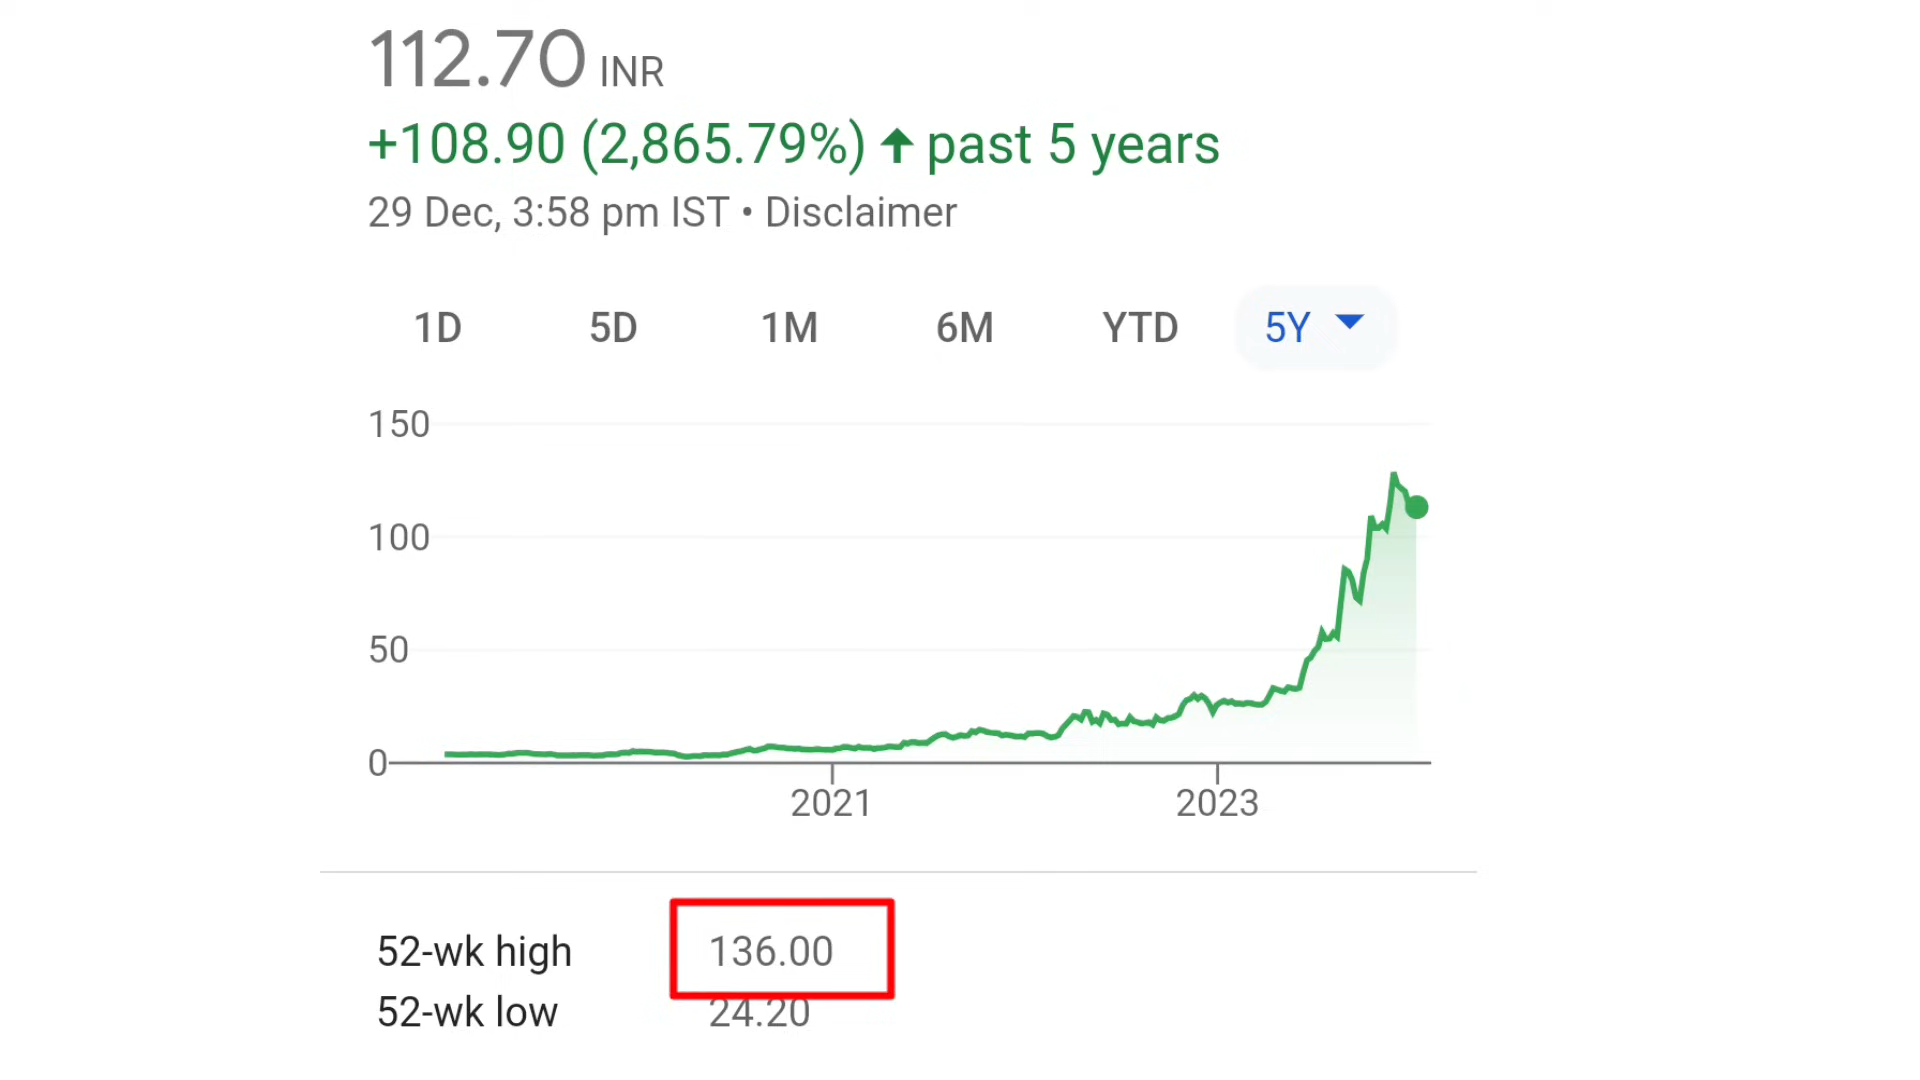 112.70 INR
+108.90 (2,865.79%) ↑ past 5 years
29 Dec, 3:58 pm IST • Disclaimer
1D 5D 1M 6M YTD 5Y
150
100
50
0
2021 2023
52-wk high 136.00
52-wk low 24.20